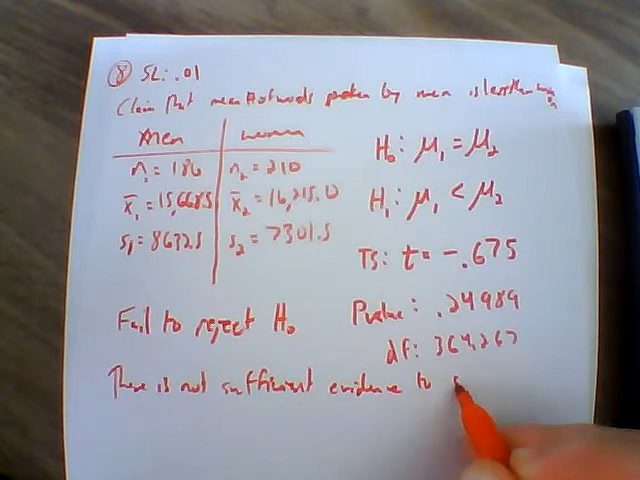 ⑧ SL: .01
Claim that mean # of words spoken by men is less than
Men women
n₁ = 186 n₂ = 210
x̄₁ = 15,668.5 x̄₂ = 16,215.0
s₁ = 8632.5 s₂ = 7301.5
H₀: μ₁ = μ₂
H₁: μ₁ < μ₂
TS: t = -.675
Pvalue: .24989
df: 364.267
Fail to reject H₀
There is not sufficient evidence to